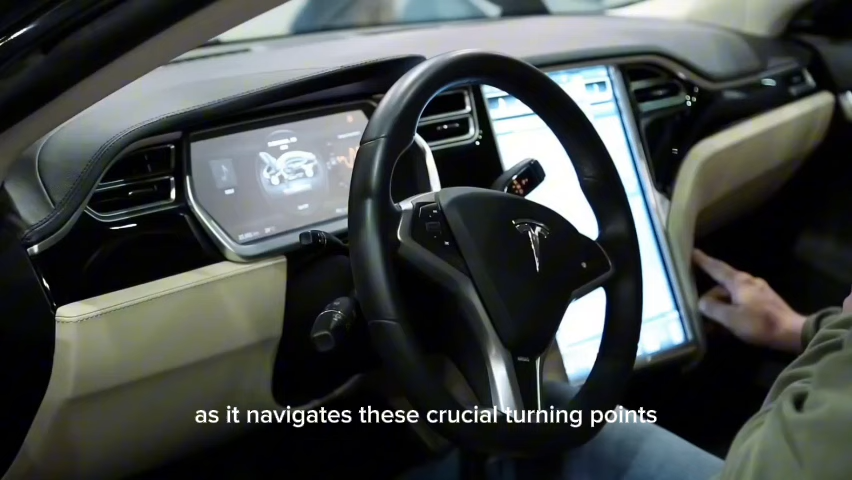 as it navigates these crucial turning points